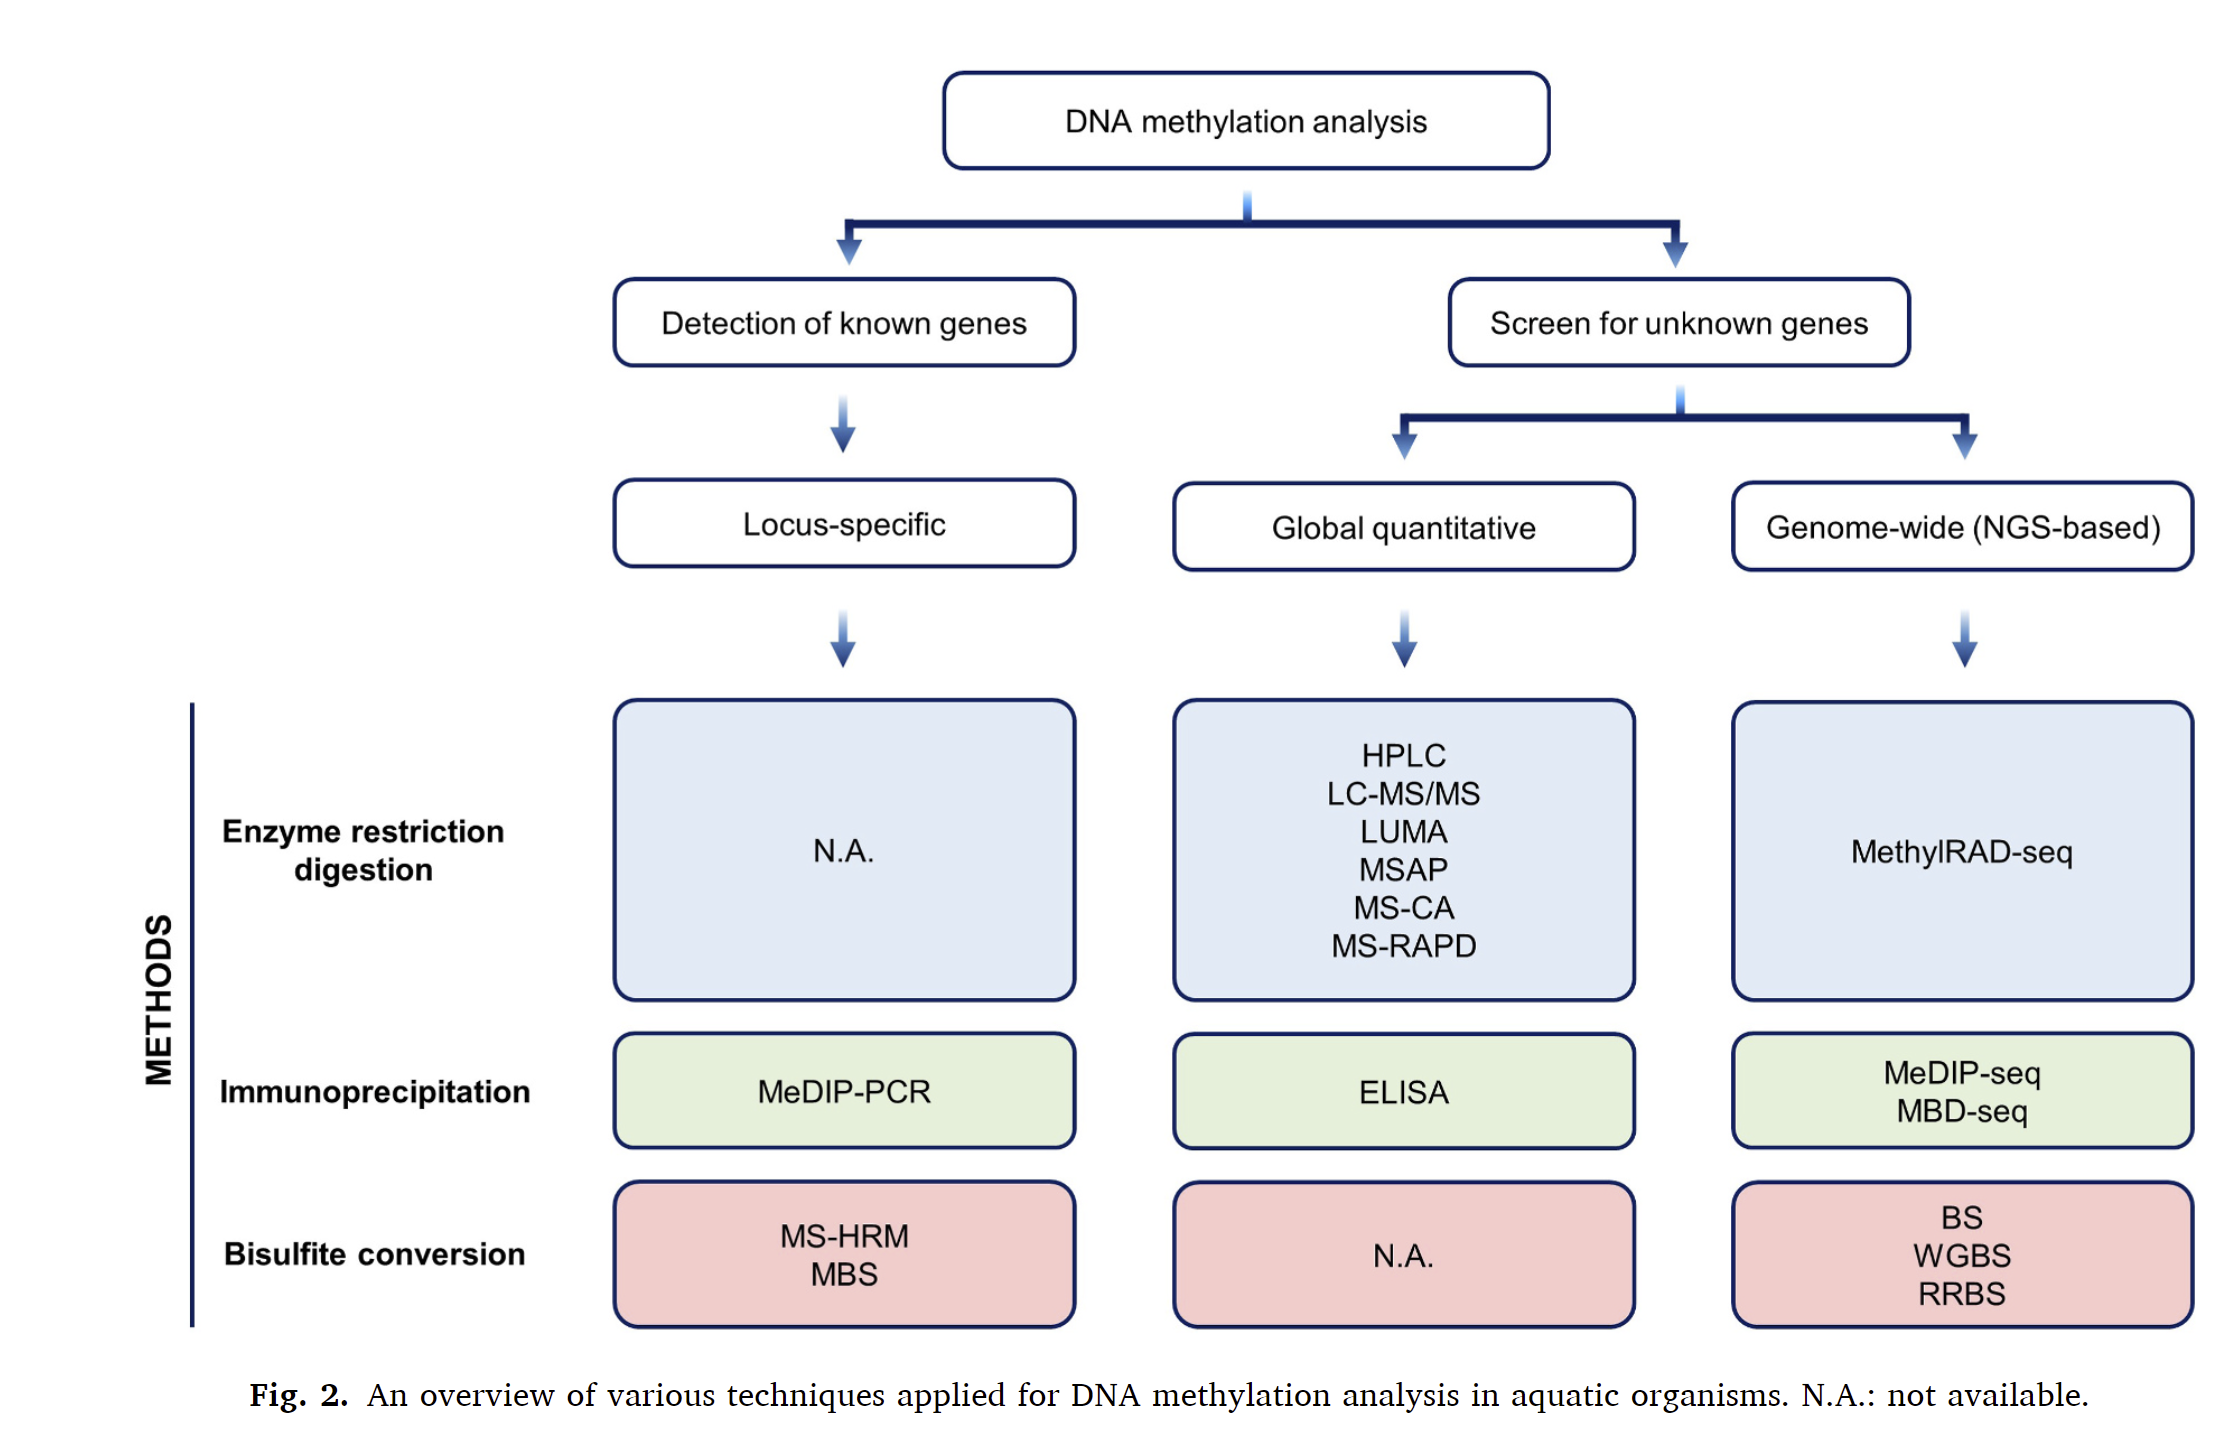 DNA methylation analysis
Detection of known genes
Screen for unknown genes
Locus-specific
Global quantitative
Genome-wide (NGS-based)
METHODS
Enzyme restriction
digestion
N.A.
HPLC
LC-MS/MS
LUMA
MSAP
MS-CA
MS-RAPD
MethylRAD-seq
Immunoprecipitation
MeDIP-PCR
ELISA
MeDIP-seq
MBD-seq
Bisulfite conversion
MS-HRM
MBS
N.A.
BS
WGBS
RRBS
Fig. 2. An overview of various techniques applied for DNA methylation analysis in aquatic organisms. N.A.: not available.